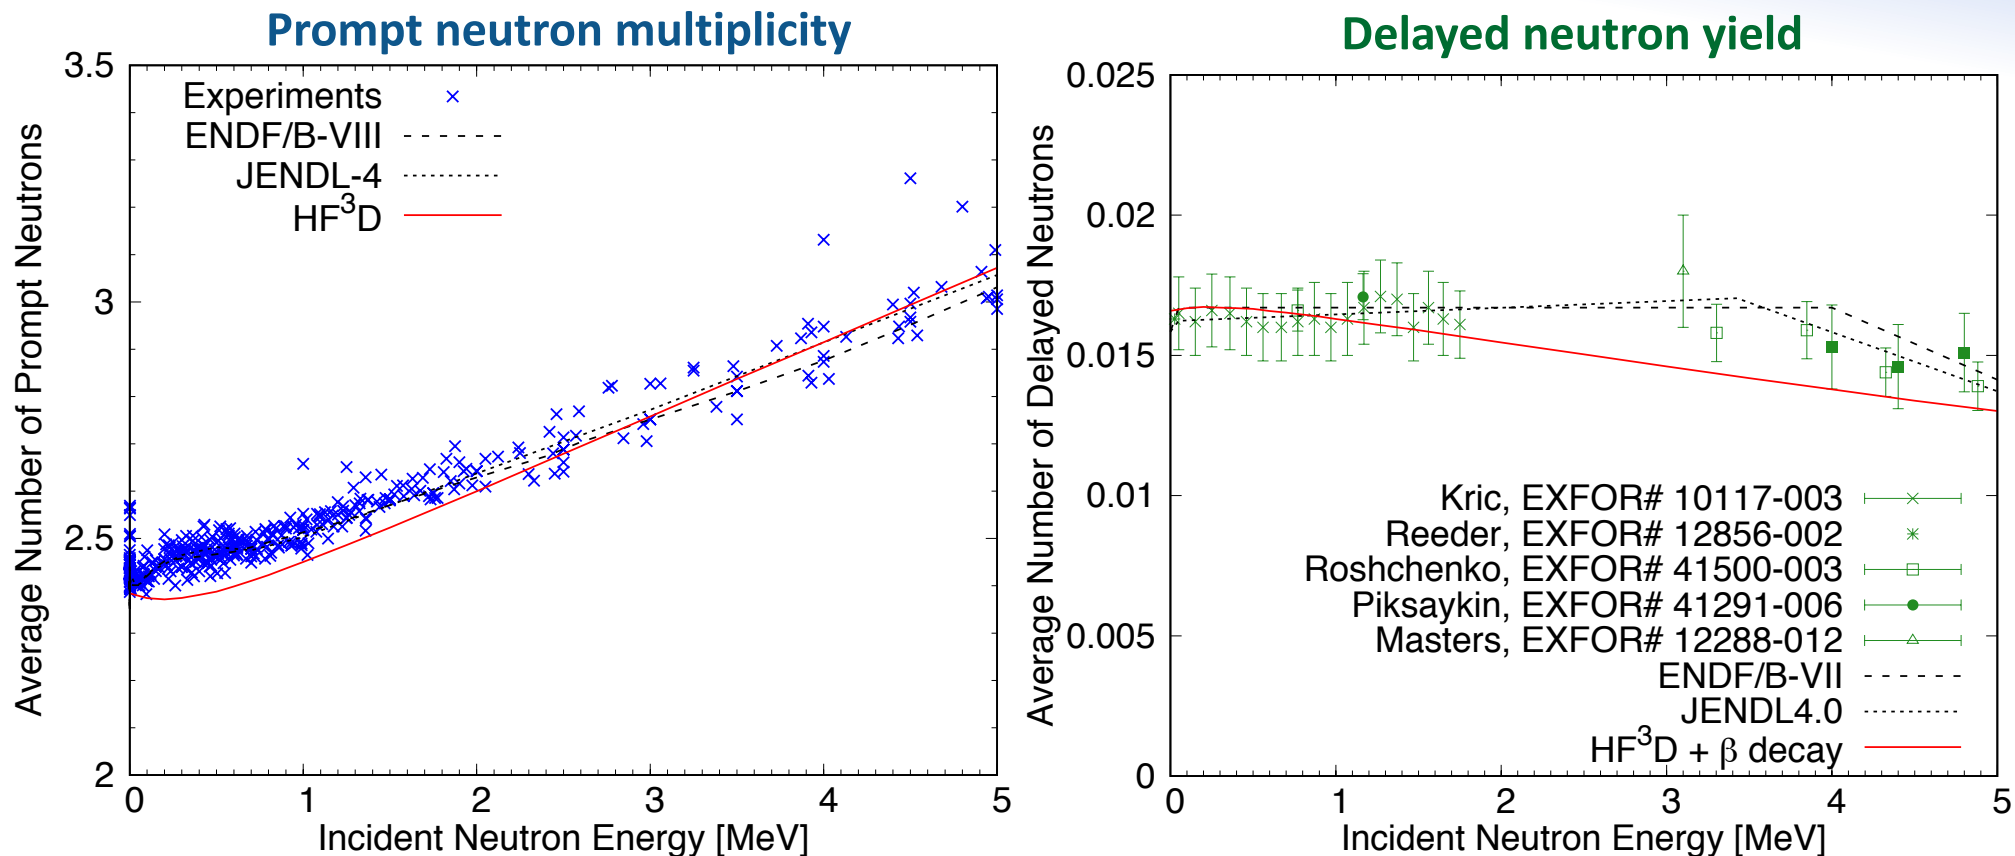 Prompt neutron multiplicity
3.5
3
2.5
2
Average Number of Prompt Neutrons
Experiments
ENDF/B-VIII
JENDL-4
HF³D
0 1 2 3 4 5
Incident Neutron Energy [MeV]
Delayed neutron yield
0.025
0.02
0.015
0.01
0.005
0
Average Number of Delayed Neutrons
Kric, EXFOR# 10117-003
Reeder, EXFOR# 12856-002
Roshchenko, EXFOR# 41500-003
Piksaykin, EXFOR# 41291-006
Masters, EXFOR# 12288-012
ENDF/B-VII
JENDL4.0
HF³D + β decay
0 1 2 3 4 5
Incident Neutron Energy [MeV]